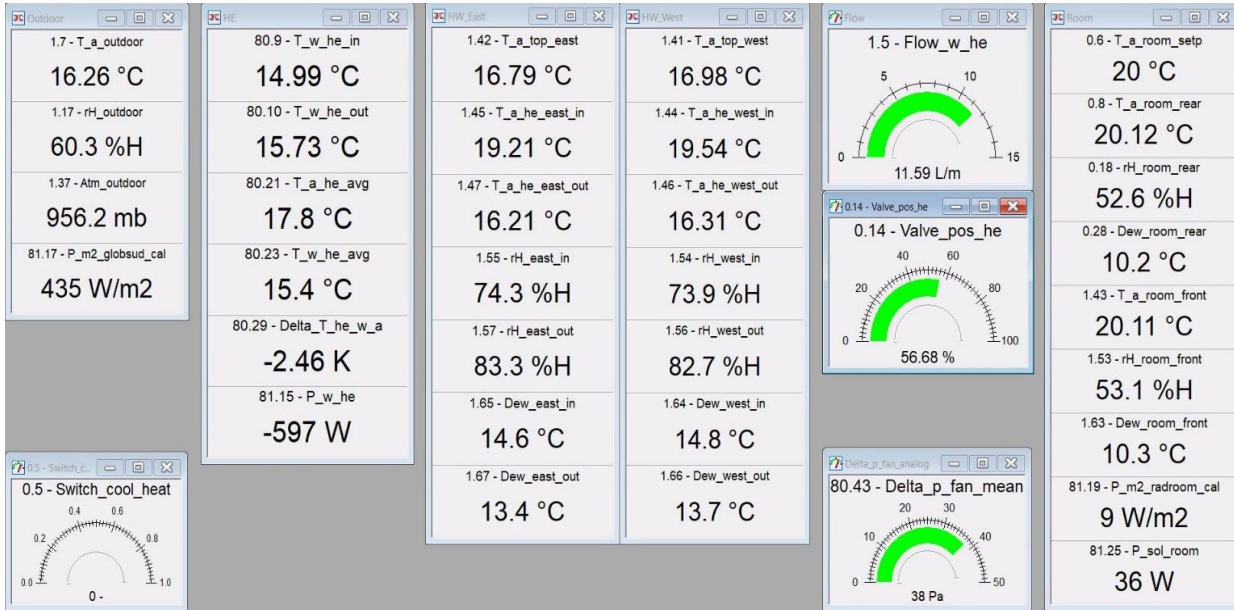 Outdoor
1.7 - T_a_outdoor
16.26 °C
1.17 - rH_outdoor
60.3 %H
1.37 - Atm_outdoor
956.2 mb
81.17 - P_m2_globsud_cal
435 W/m2
0.5 - Switch_c...
0.5 - Switch_cool_heat
0.4 0.6
0.2 0.8
0.0 1.0
0 -
HE
80.9 - T_w_he_in
14.99 °C
80.10 - T_w_he_out
15.73 °C
80.21 - T_a_he_avg
17.8 °C
80.23 - T_w_he_avg
15.4 °C
80.29 - Delta_T_he_w_a
-2.46 K
81.15 - P_w_he
-597 W
HW_East
1.42 - T_a_top_east
16.79 °C
1.45 - T_a_he_east_in
19.21 °C
1.47 - T_a_he_east_out
16.21 °C
1.55 - rH_east_in
74.3 %H
1.57 - rH_east_out
83.3 %H
1.65 - Dew_east_in
14.6 °C
1.67 - Dew_east_out
13.4 °C
HW_West
1.41 - T_a_top_west
16.98 °C
1.44 - T_a_he_west_in
19.54 °C
1.46 - T_a_he_west_out
16.31 °C
1.54 - rH_west_in
73.9 %H
1.56 - rH_west_out
82.7 %H
1.64 - Dew_west_in
14.8 °C
1.66 - Dew_west_out
13.7 °C
Flow
1.5 - Flow_w_he
5 10
0 15
11.59 L/m
0.14 - Valve_pos_he
0.14 - Valve_pos_he
40 60
20 80
0 100
56.68 %
Delta_p_fan_analog
80.43 - Delta_p_fan_mean
20 30
10 40
0 50
38 Pa
Room
0.6 - T_a_room_setp
20 °C
0.8 - T_a_room_rear
20.12 °C
0.18 - rH_room_rear
52.6 %H
0.28 - Dew_room_rear
10.2 °C
1.43 - T_a_room_front
20.11 °C
1.53 - rH_room_front
53.1 %H
1.63 - Dew_room_front
10.3 °C
81.19 - P_m2_radroom_cal
9 W/m2
81.25 - P_sol_room
36 W